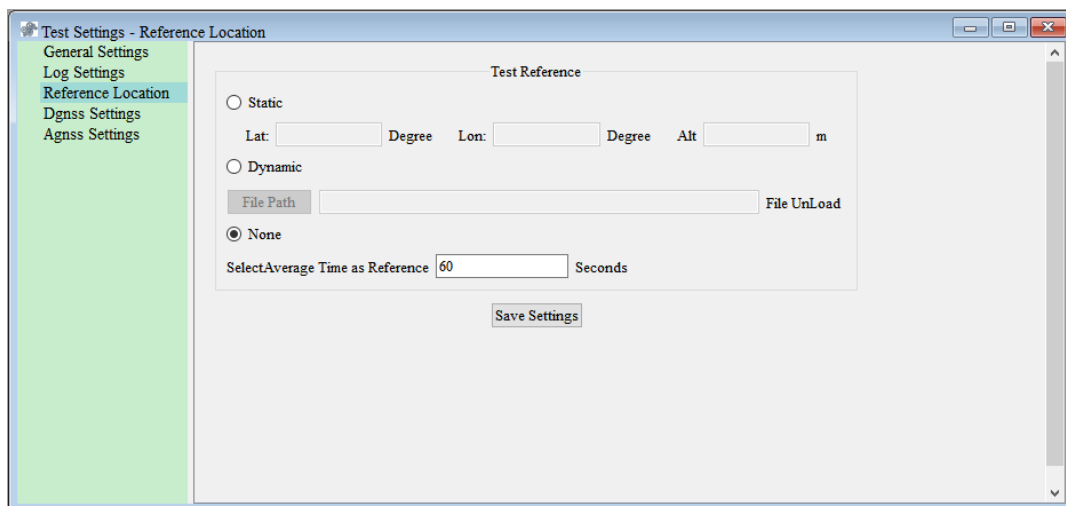 Test Settings - Reference Location
General Settings
Log Settings
Reference Location
Dgnss Settings
Agnss Settings
Test Reference
Static
Lat: Degree Lon: Degree Alt m
Dynamic
File Path File UnLoad
None
SelectAverage Time as Reference 60 Seconds
Save Settings